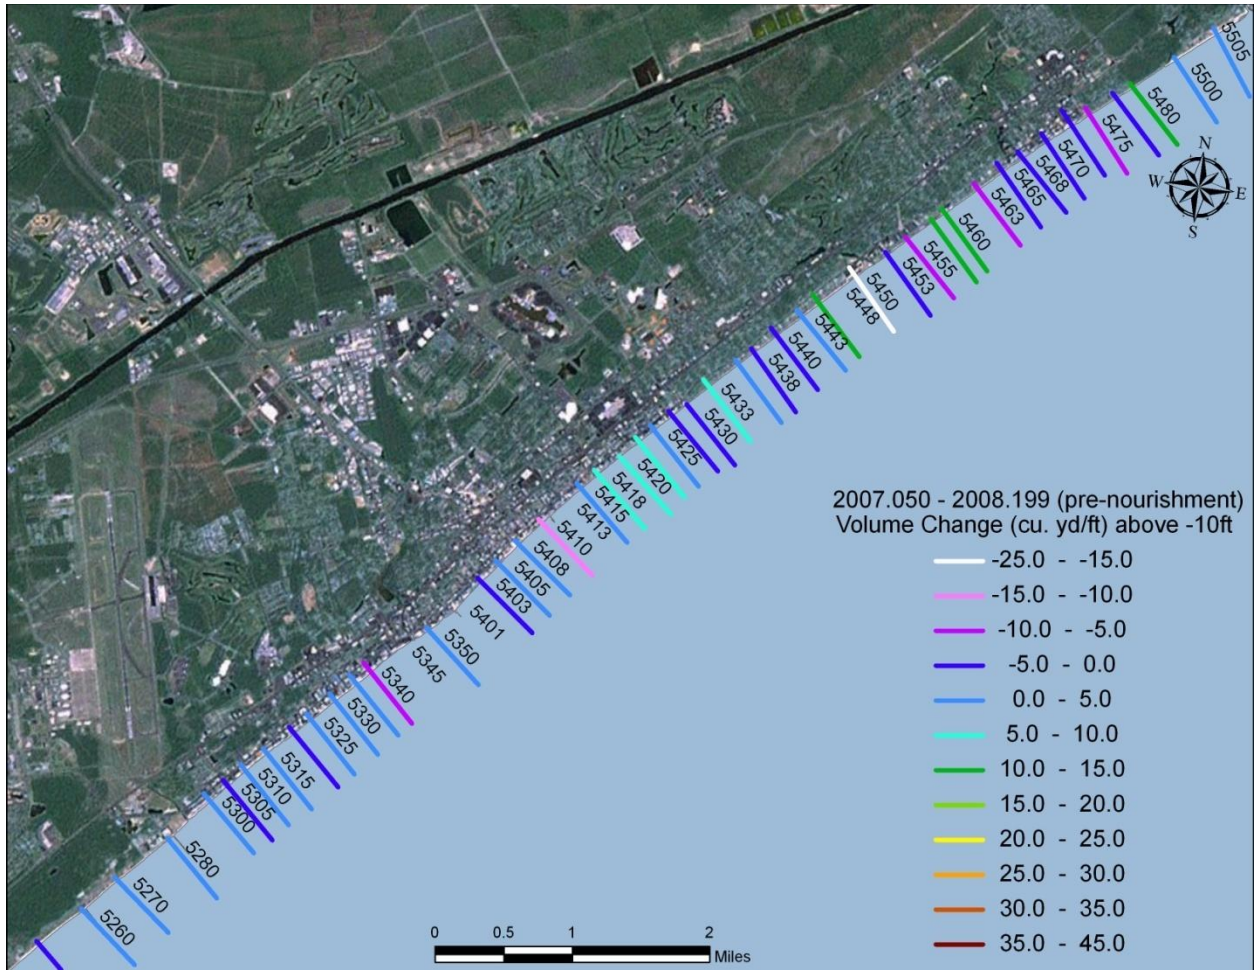 5505
5500
5480
5475
5470
5468
5465
5463
5460
5455
5453
5450
5448
5443
5440
5438
5433
5430
5425
5420
5418
5415
5413
5410
5408
5405
5403
5401
5350
5345
5340
5330
5325
5315
5310
5305
5300
5280
5270
5260
N
W E
S
2007.050 - 2008.199 (pre-nourishment)
Volume Change (cu. yd/ft) above -10ft
-25.0 - -15.0
-15.0 - -10.0
-10.0 - -5.0
-5.0 - 0.0
0.0 - 5.0
5.0 - 10.0
10.0 - 15.0
15.0 - 20.0
20.0 - 25.0
25.0 - 30.0
30.0 - 35.0
35.0 - 45.0
0 0.5 1 2
Miles